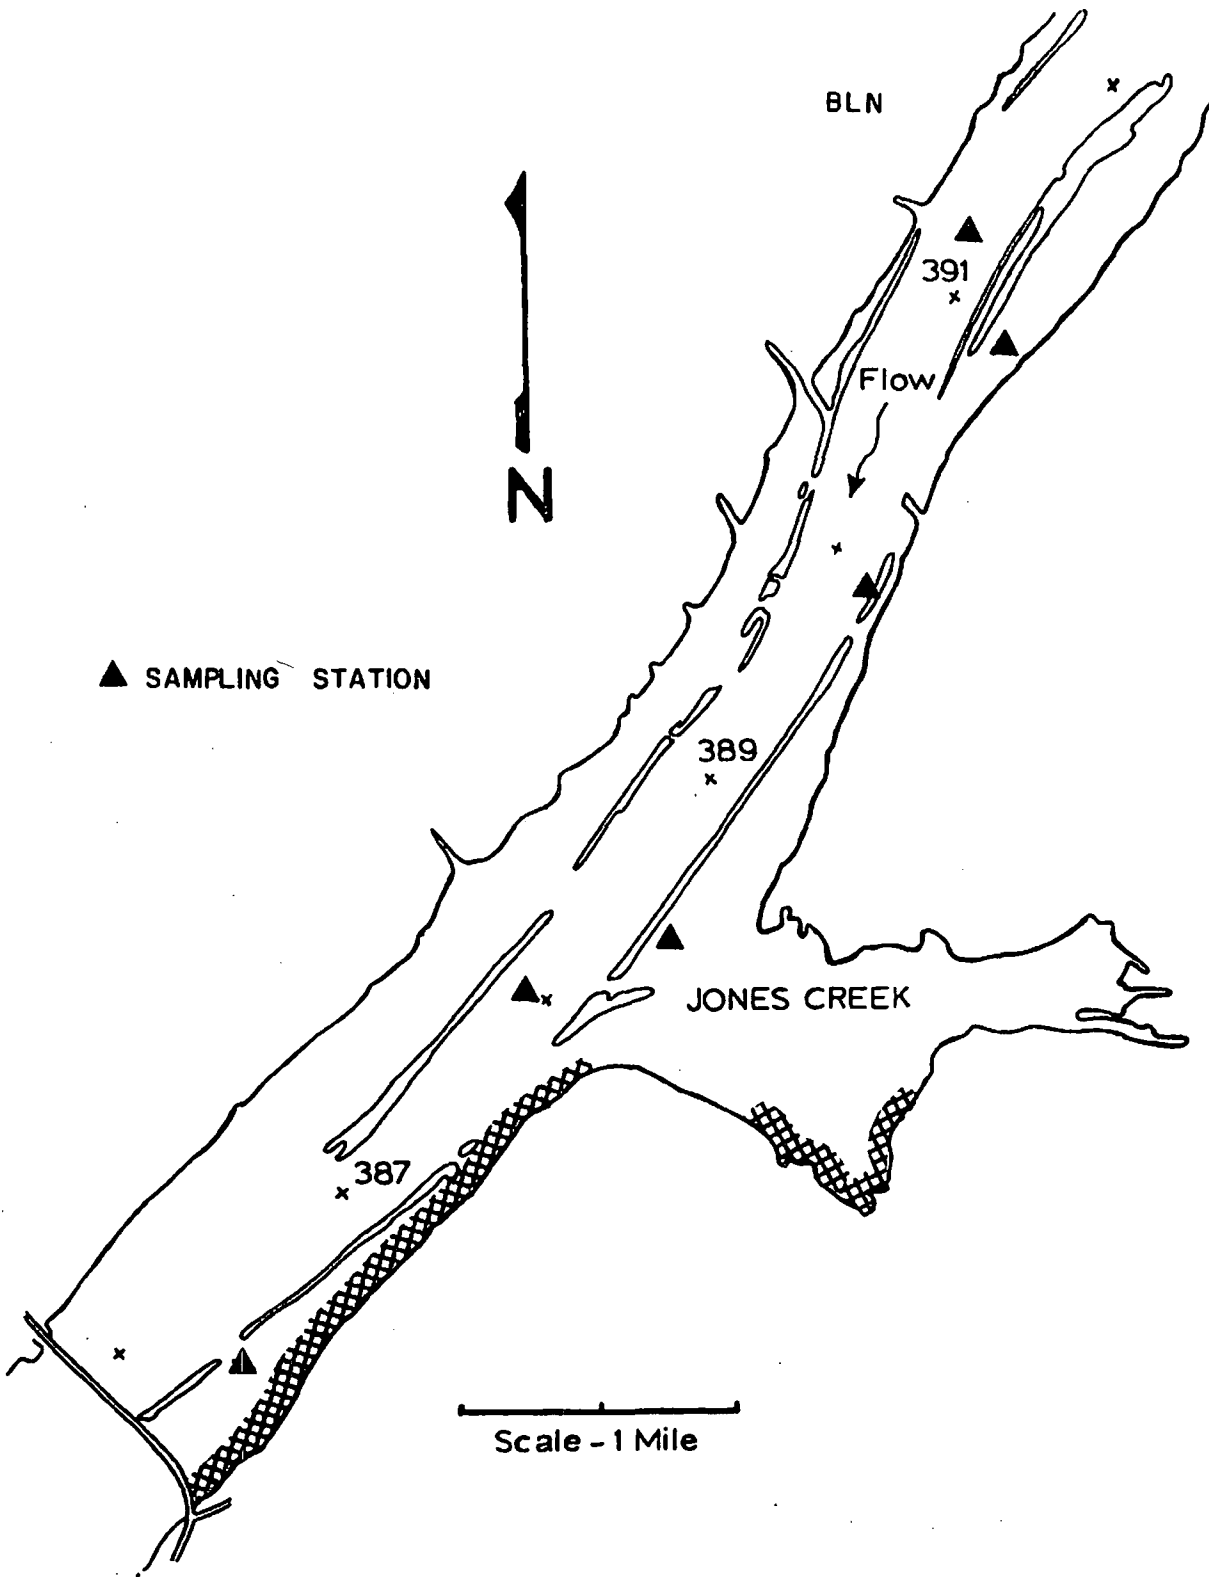 BLN
391
Flow
N
▲ SAMPLING STATION
389
JONES CREEK
387
Scale - 1 Mile